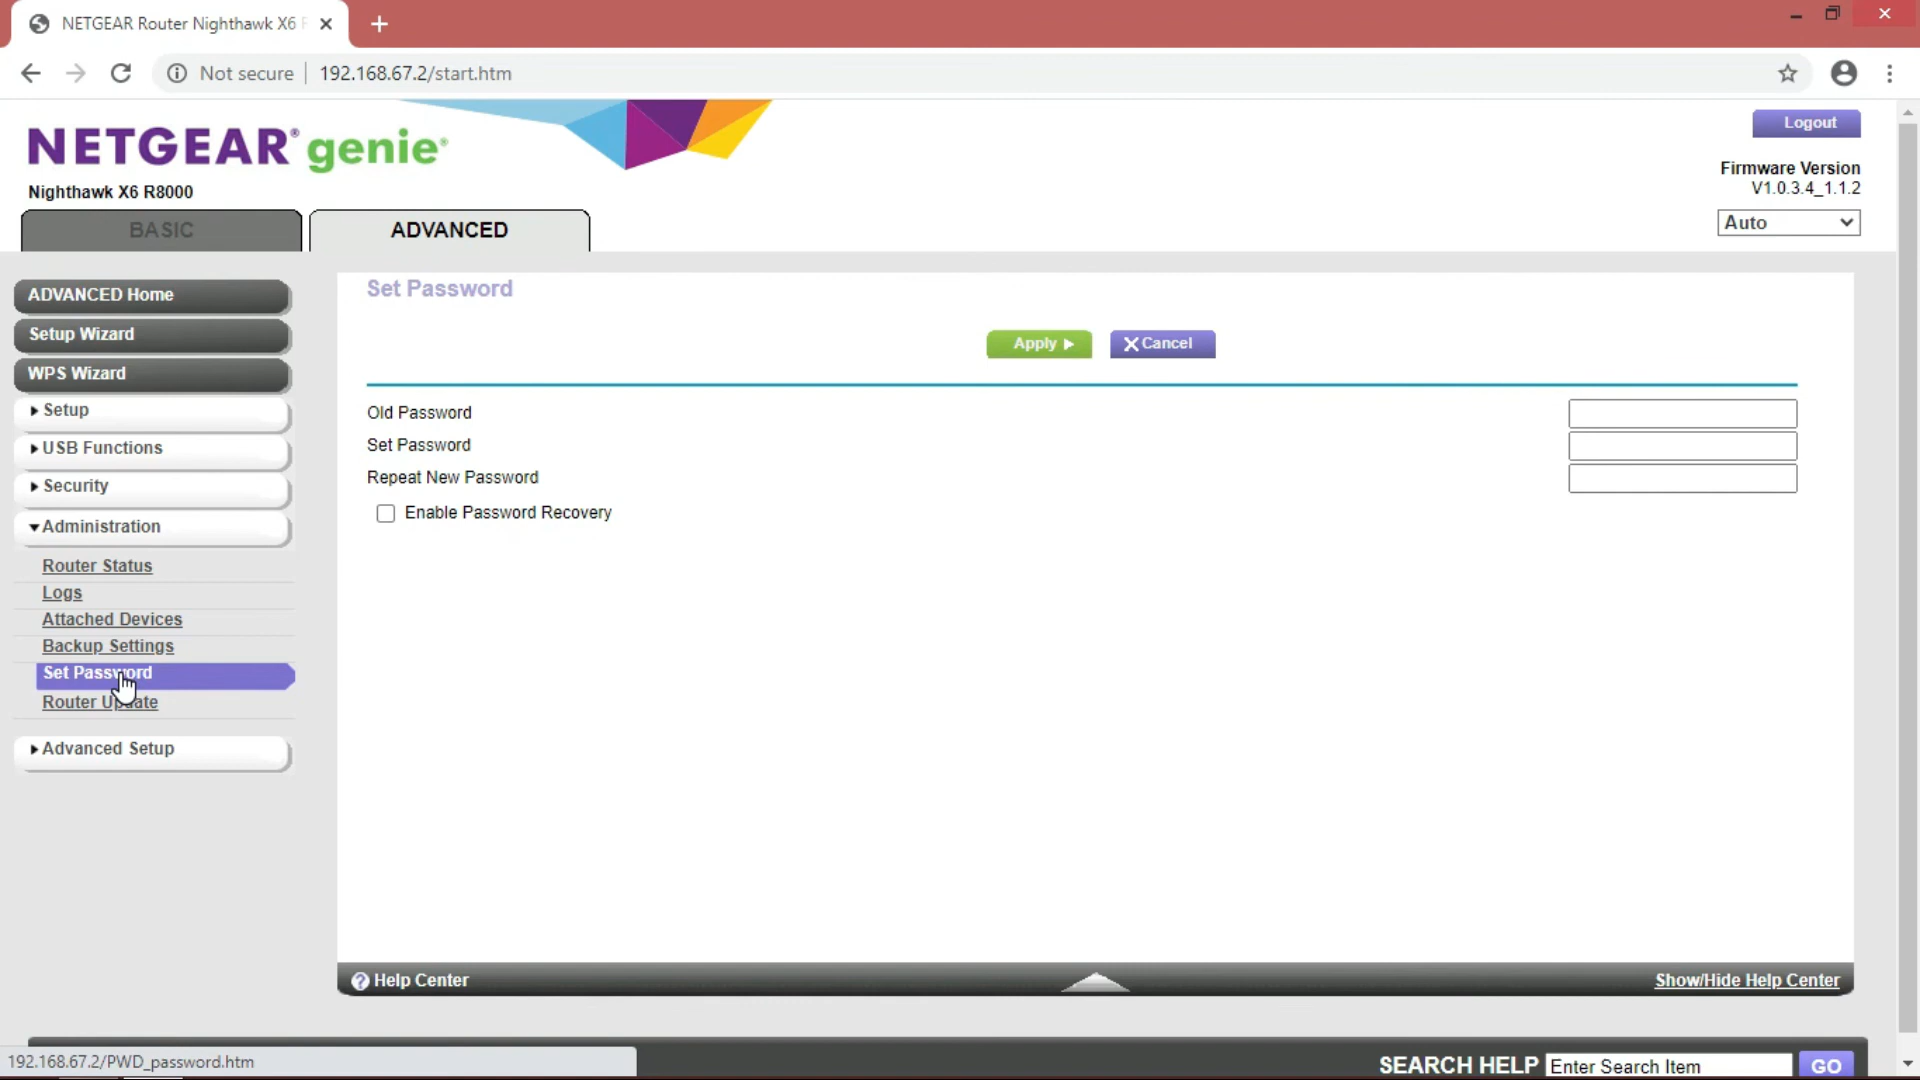 NETGEAR Router Nighthawk X6
Not secure
192.168.67.2/start.htm
NETGEAR® genie®
Nighthawk X6 R8000
Logout
Firmware Version
V1.0.3.4_1.1.2
Auto
BASIC
ADVANCED
ADVANCED Home
Setup Wizard
WPS Wizard
Setup
USB Functions
Security
Administration
Router Status
Logs
Attached Devices
Backup Settings
Set Password
Router Update
Advanced Setup
Set Password
Apply
Cancel
Old Password
Set Password
Repeat New Password
Enable Password Recovery
Help Center
Show/Hide Help Center
192.168.67.2/PWD_password.htm
SEARCH HELP
Enter Search Item
GO